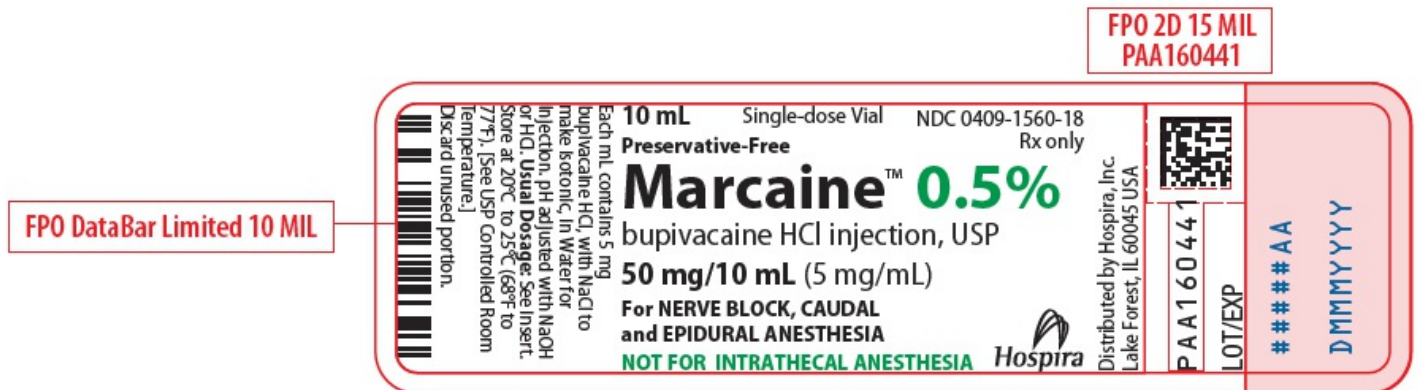 FPO 2D 15 MIL
PAA160441
FPO DataBar Limited 10 MIL
Each mL contains 5 mg
bupivacaine HCl, with NaCl to
make isotonic, in Water for
Injection. pH adjusted with NaOH
or HCl. Usual Dosage: See Insert.
Store at 20°C to 25°C (68°F to
77°F). [See USP Controlled Room
Temperature.]
Discard unused portion.
10 mL Single-dose Vial NDC 0409-1560-18
Preservative-Free Rx only
Marcaine™ 0.5%
bupivacaine HCl injection, USP
50 mg/10 mL (5 mg/mL)
For NERVE BLOCK, CAUDAL
and EPIDURAL ANESTHESIA
NOT FOR INTRATHECAL ANESTHESIA
Hospira
Distributed by Hospira, Inc.
Lake Forest, IL 60045 USA
PAA160441
LOT/EXP
#####AA
DMMMYYYY